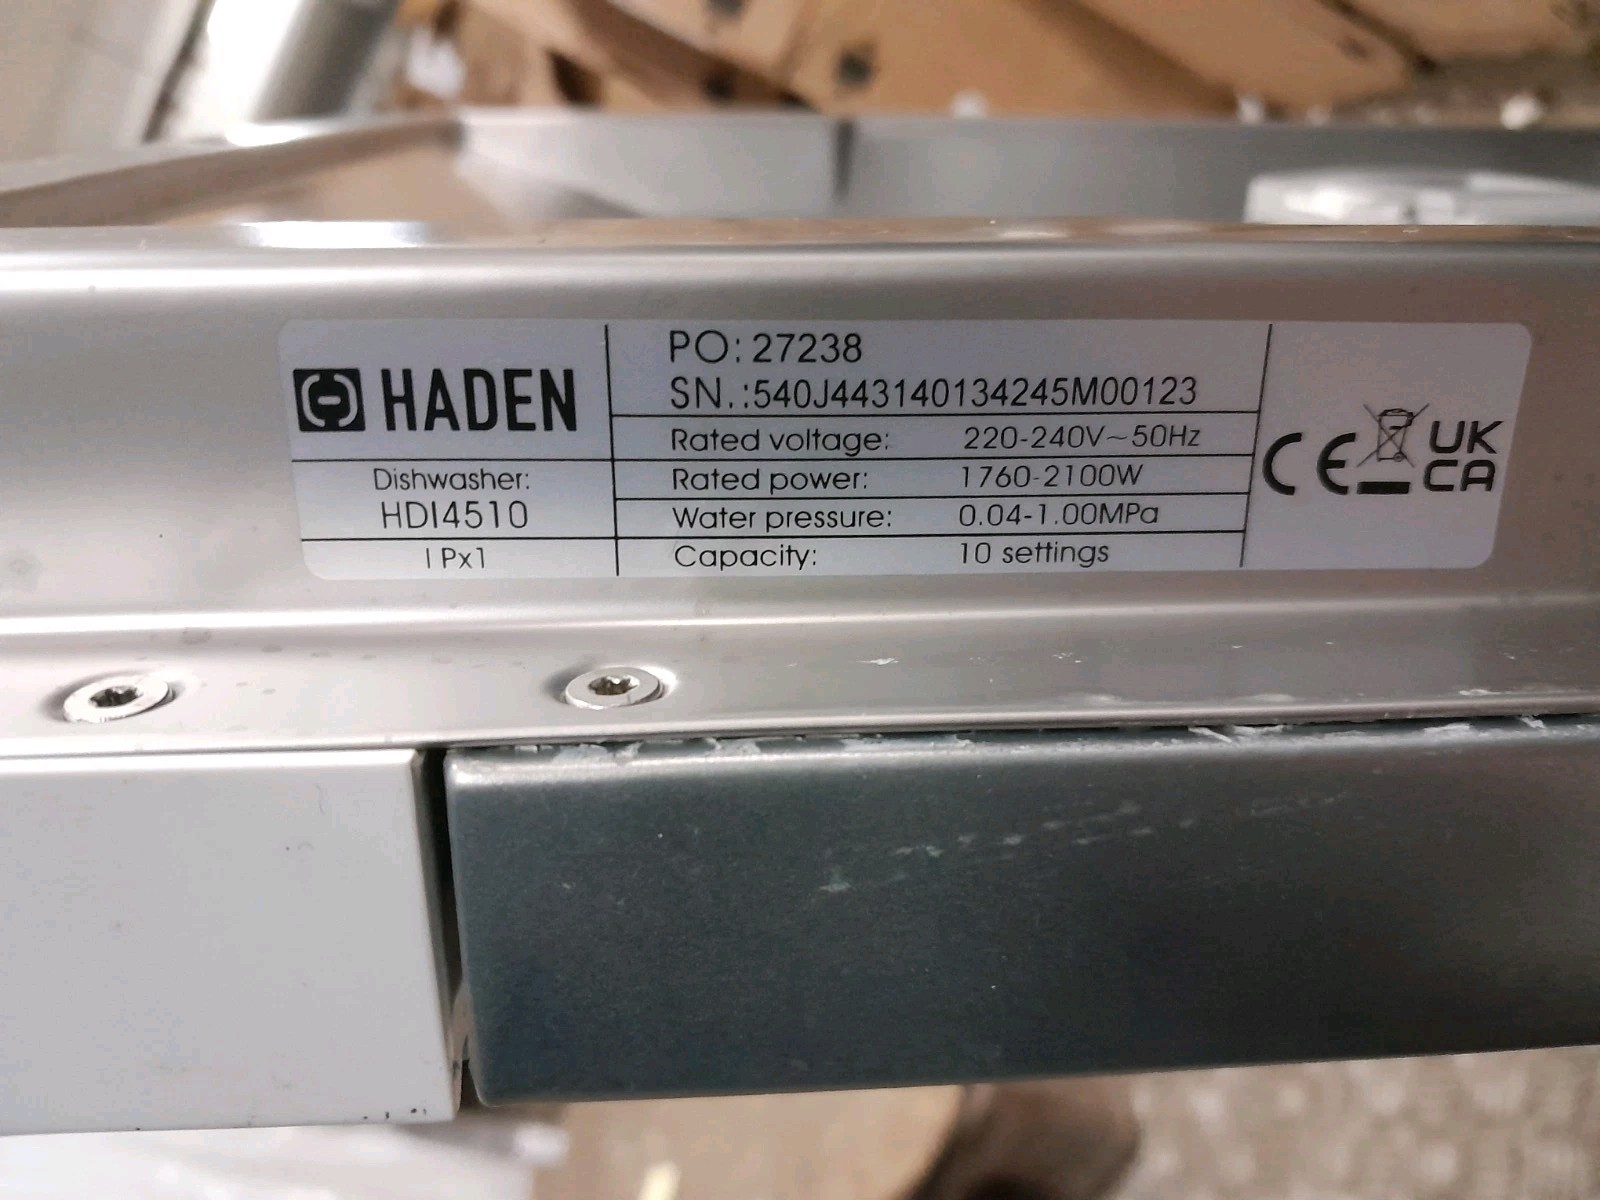 HADEN
Dishwasher:
HDI4510
IPx1
PO: 27238
SN.:540J443140134245M00123
Rated voltage: 220-240V~50Hz
Rated power: 1760-2100W
Water pressure: 0.04-1.00MPa
Capacity: 10 settings
CE
UK
CA